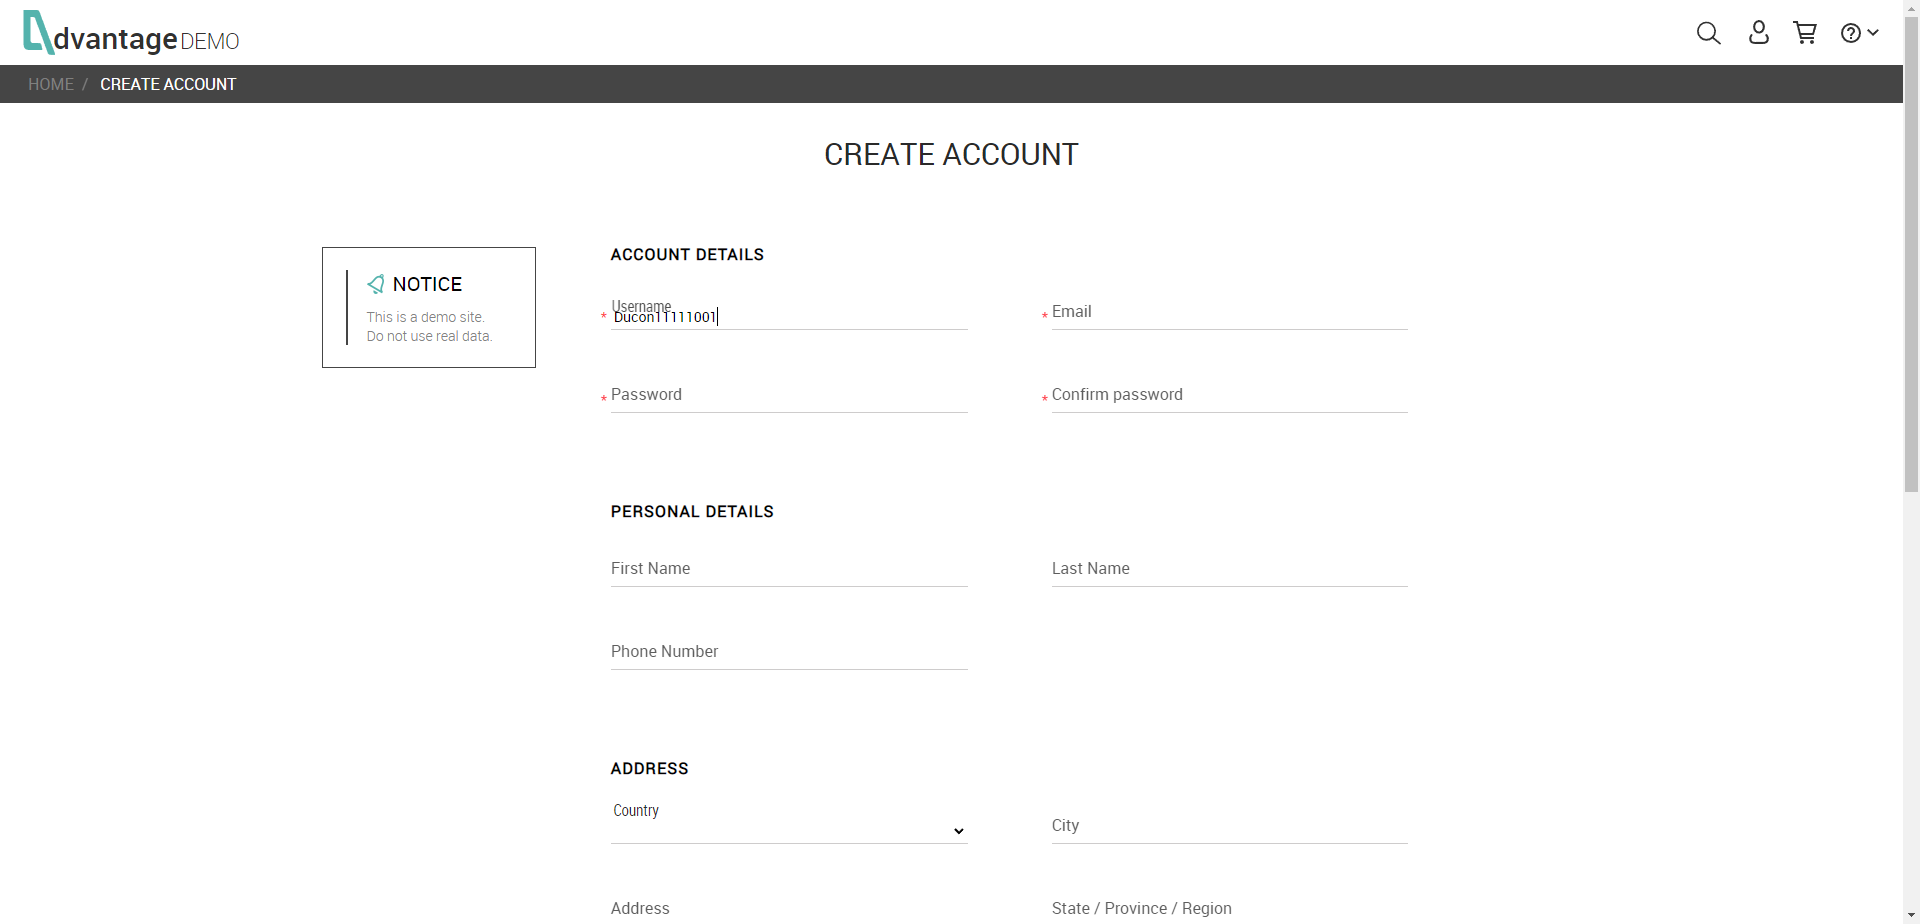 dvantage DEMO
HOME / CREATE ACCOUNT
CREATE ACCOUNT
NOTICE
This is a demo site.
Do not use real data.
ACCOUNT DETAILS
Username
* Ducon11111001
* Email
* Password
* Confirm password
PERSONAL DETAILS
First Name
Last Name
Phone Number
ADDRESS
Country
City
Address
State / Province / Region